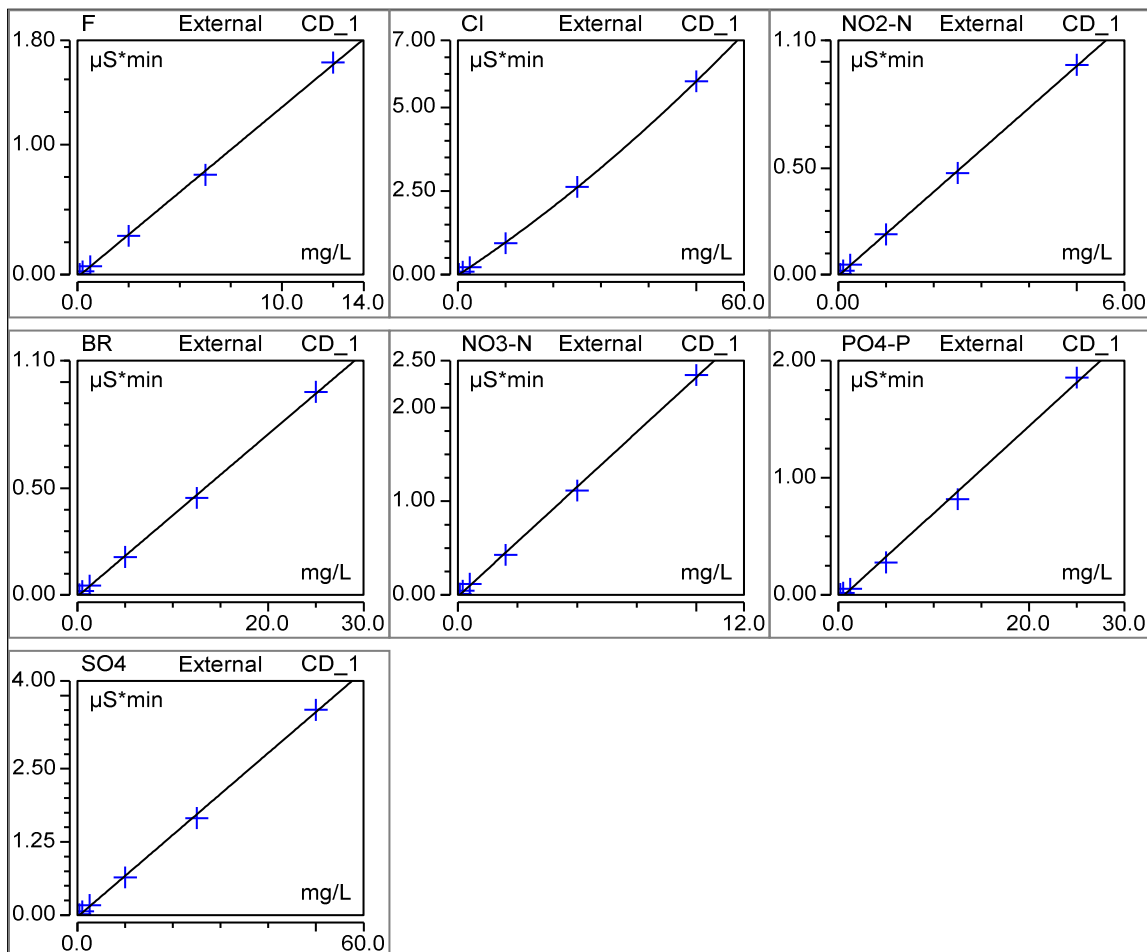 F External CD_1
1.80
µS*min
1.00
mg/L
0.00
0.0 10.0 14.0
Cl External CD_1
7.00
µS*min
5.00
2.50
mg/L
0.00
0.0 60.0
NO2-N External CD_1
1.10
µS*min
0.50
mg/L
0.00
0.00 6.00
BR External CD_1
1.10
µS*min
0.50
mg/L
0.00
0.0 20.0 30.0
NO3-N External CD_1
2.50
µS*min
2.00
1.00
mg/L
0.00
0.0 12.0
PO4-P External CD_1
2.00
µS*min
1.00
mg/L
0.00
0.0 20.0 30.0
SO4 External CD_1
4.00
µS*min
2.50
1.25
mg/L
0.00
0.0 60.0